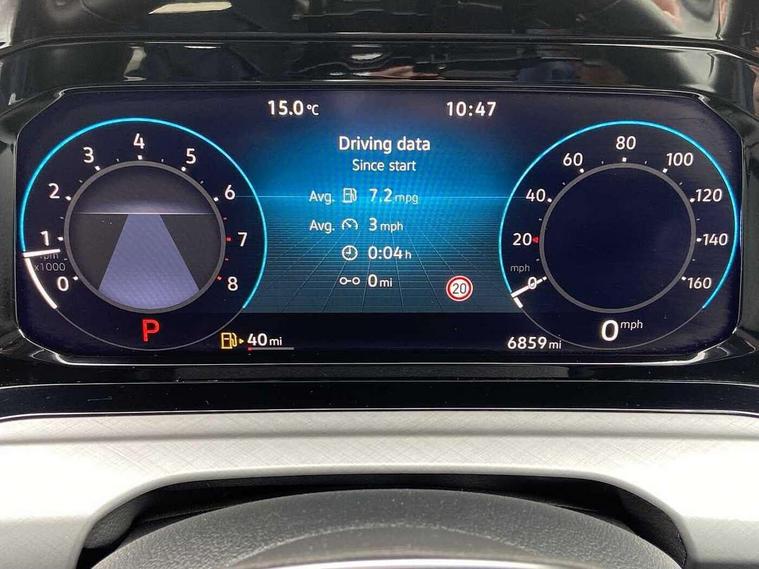 15.0 °C
10:47
Driving data
Since start
Avg. 7.2 mpg
Avg. 3 mph
0:04 h
0 mi
20
0
1
2
3
4
5
6
7
8
x1000
P
0
20
40
60
80
100
120
140
160
mph
0 mph
40 mi
6859 mi